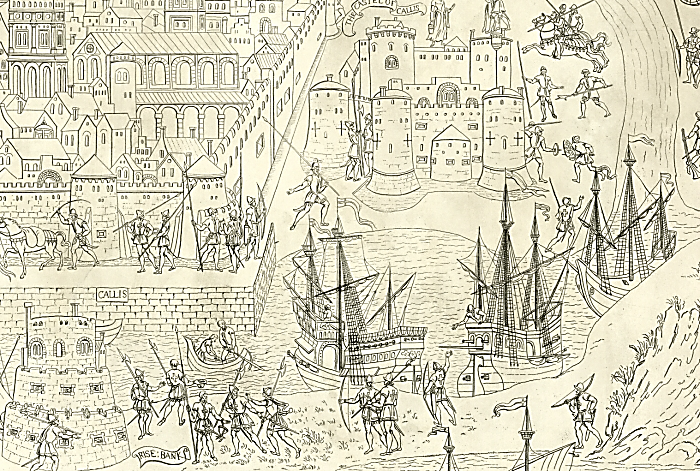 THE CASTEL OF
CALLIS
CALLIS
RISE: BANK